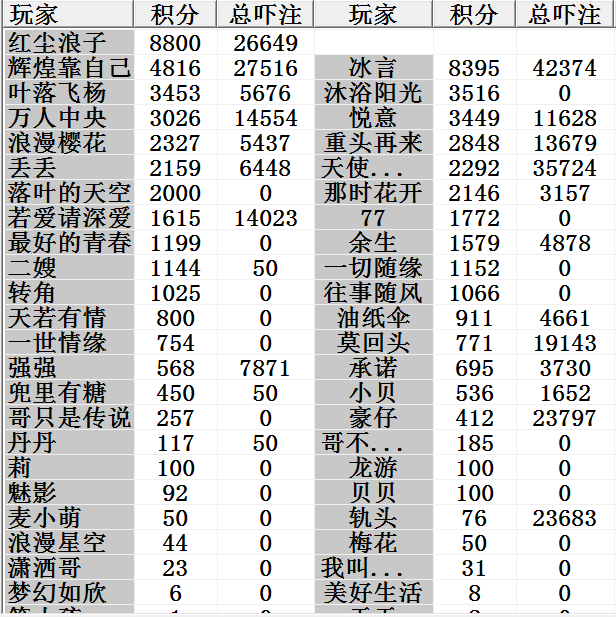 玩家 积分 总吓注 玩家 积分 总吓注
红尘浪子 8800 26649
辉煌靠自己 4816 27516 冰言 8395 42374
叶落飞杨 3453 5676 沐浴阳光 3516 0
万人中央 3026 14554 悦意 3449 11628
浪漫樱花 2327 5437 重头再来 2848 13679
丢丢 2159 6448 天使... 2292 35724
落叶的天空 2000 0 那时花开 2146 3157
若爱请深爱 1615 14023 77 1772 0
最好的青春 1199 0 余生 1579 4878
二嫂 1144 50 一切随缘 1152 0
转角 1025 0 往事随风 1066 0
天若有情 800 0 油纸伞 911 4661
一世情缘 754 0 莫回头 771 19143
强强 568 7871 承诺 695 3730
兜里有糖 450 50 小贝 536 1652
哥只是传说 257 0 豪仔 412 23797
丹丹 117 50 哥不... 185 0
莉 100 0 龙游 100 0
魅影 92 0 贝贝 100 0
麦小萌 50 0 轨头 76 23683
浪漫星空 44 0 梅花 50 0
潇洒哥 23 0 我叫... 31 0
梦幻如欣 6 0 美好生活 8 0